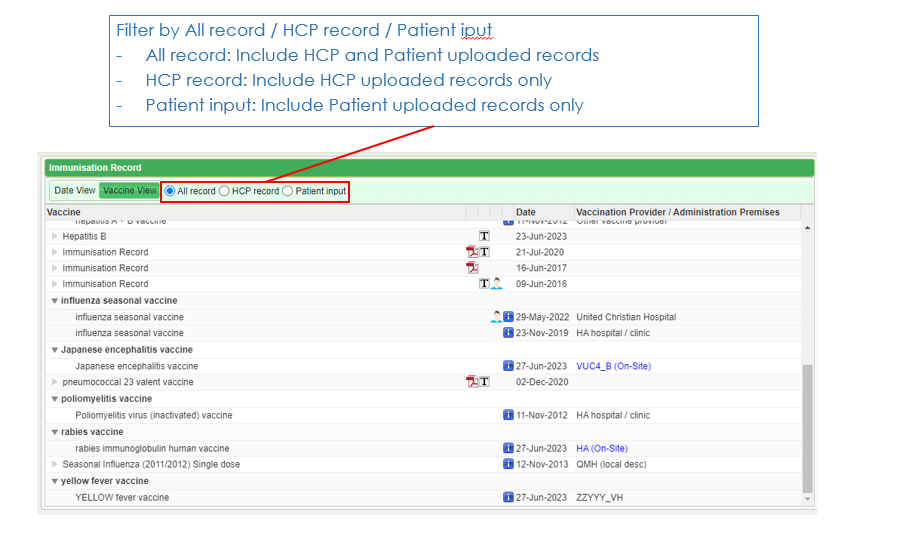 Filter by All record / HCP record / Patient iput
- All record: Include HCP and Patient uploaded records
- HCP record: Include HCP uploaded records only
- Patient input: Include Patient uploaded records only
Immunisation Record
Date View Vaccine View All record HCP record Patient input
Vaccine Date Vaccination Provider / Administration Premises
hepatitis A + B vaccine 11-Nov-2012 Other vaccine provider
Hepatitis B T 23-Jun-2023
Immunisation Record T 21-Jul-2020
Immunisation Record 16-Jun-2017
Immunisation Record T 09-Jun-2016
influenza seasonal vaccine
influenza seasonal vaccine i 29-May-2022 United Christian Hospital
influenza seasonal vaccine i 23-Nov-2019 HA hospital / clinic
Japanese encephalitis vaccine
Japanese encephalitis vaccine i 27-Jun-2023 VUC4_B (On-Site)
pneumococcal 23 valent vaccine T 02-Dec-2020
poliomyelitis vaccine
Poliomyelitis virus (inactivated) vaccine i 11-Nov-2012 HA hospital / clinic
rabies vaccine
rabies immunoglobulin human vaccine i 27-Jun-2023 HA (On-Site)
Seasonal Influenza (2011/2012) Single dose i 12-Nov-2013 QMH (local desc)
yellow fever vaccine
YELLOW fever vaccine i 27-Jun-2023 ZZYYY_VH